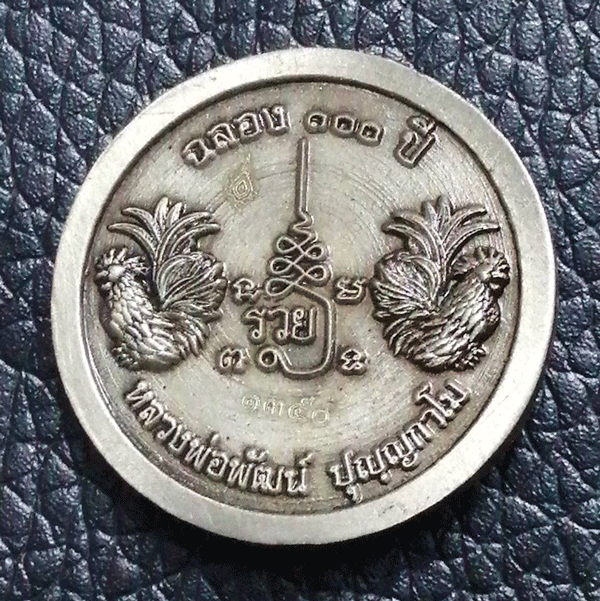 ฉลอง ๑๐๐ ปี
รวย
๑๓๕๐
หลวงพ่อพัฒน์ ปุญฺญกาโม